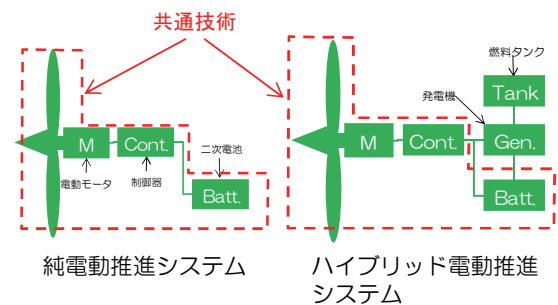 共通技術
M
Cont.
電動モータ
制御器
二次電池
Batt.
純電動推進システム
燃料タンク
Tank
発電機
M
Cont.
Gen.
Batt.
ハイブリッド電動推進
システム